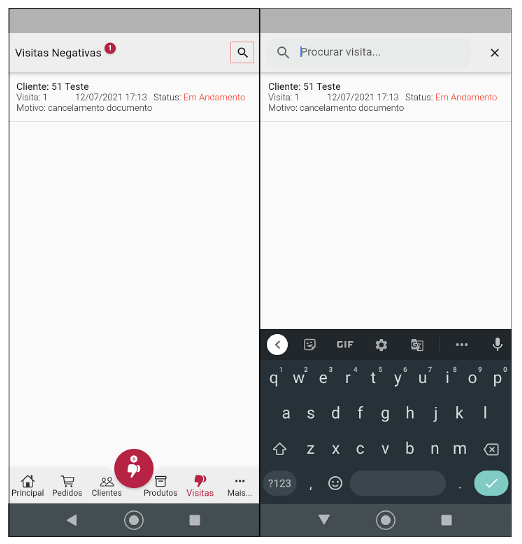 Visitas Negativas 1
Cliente: 51 Teste
Visita: 1 12/07/2021 17:13 Status: Em Andamento
Motivo: cancelamento documento
Principal Pedidos Clientes Produtos Visitas Mais...
Procurar visita...
Cliente: 51 Teste
Visita: 1 12/07/2021 17:13 Status: Em Andamento
Motivo: cancelamento documento
GIF
q1 w2 e3 r4 t5 y6 u7 i8 o9 p0
a s d f g h j k l
z x c v b n m
?123 , .